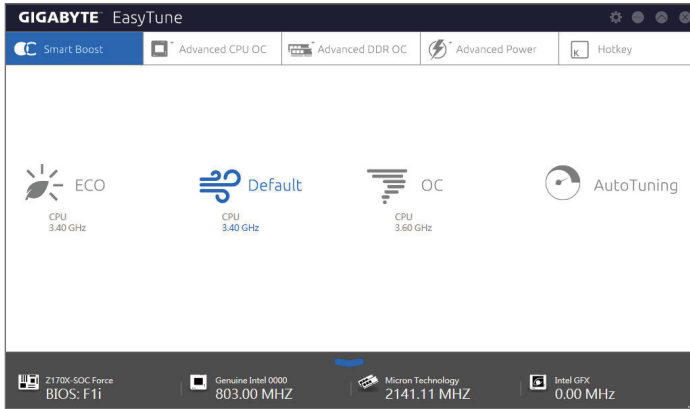 GIGABYTE™ EasyTune
Smart Boost
Advanced CPU OC
Advanced DDR OC
Advanced Power
K Hotkey
ECO
CPU
3.40 GHz
Default
CPU
3.40 GHz
OC
CPU
3.60 GHz
AutoTuning
Z170X-SOC Force
BIOS: F1i
Genuine Intel 0000
803.00 MHZ
Micron Technology
2141.11 MHZ
Intel GFX
0.00 MHz